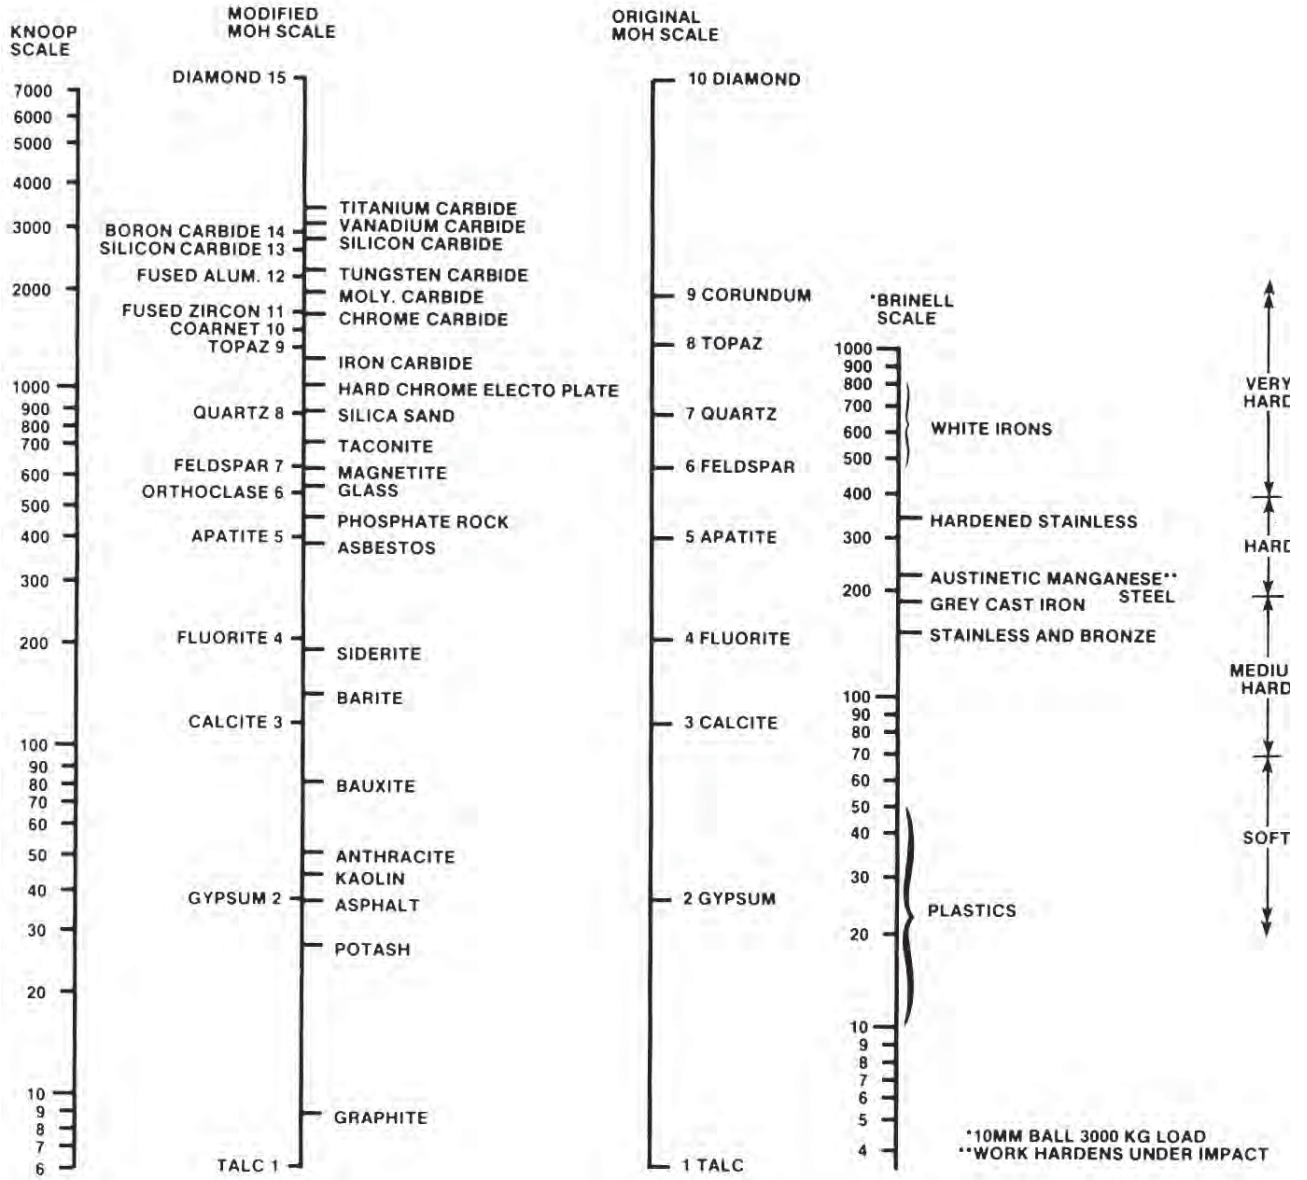 KNOOP
SCALE
7000
6000
5000
4000
3000
2000
1000
900
800
700
600
500
400
300
200
100
90
80
70
60
50
40
30
20
10
9
8
7
6
MODIFIED
MOH SCALE
DIAMOND 15
BORON CARBIDE 14
SILICON CARBIDE 13
FUSED ALUM. 12
FUSED ZIRCON 11
COARNET 10
TOPAZ 9
QUARTZ 8
FELDSPAR 7
ORTHOCLASE 6
APATITE 5
FLUORITE 4
CALCITE 3
GYPSUM 2
TALC 1
TITANIUM CARBIDE
VANADIUM CARBIDE
SILICON CARBIDE
TUNGSTEN CARBIDE
MOLY. CARBIDE
CHROME CARBIDE
IRON CARBIDE
HARD CHROME ELECTO PLATE
SILICA SAND
TACONITE
MAGNETITE
GLASS
PHOSPHATE ROCK
ASBESTOS
SIDERITE
BARITE
BAUXITE
ANTHRACITE
KAOLIN
ASPHALT
POTASH
GRAPHITE
ORIGINAL
MOH SCALE
10 DIAMOND
9 CORUNDUM
8 TOPAZ
7 QUARTZ
6 FELDSPAR
5 APATITE
4 FLUORITE
3 CALCITE
2 GYPSUM
1 TALC
*BRINELL
SCALE
1000
900
800
700
600
500
400
300
200
100
90
80
70
60
50
40
30
20
10
9
8
7
6
5
4
WHITE IRONS
HARDENED STAINLESS
AUSTINETIC MANGANESE**
STEEL
GREY CAST IRON
STAINLESS AND BRONZE
PLASTICS
VERY
HARD
HARD
MEDIU
HARD
SOFT
*10MM BALL 3000 KG LOAD
**WORK HARDENS UNDER IMPACT